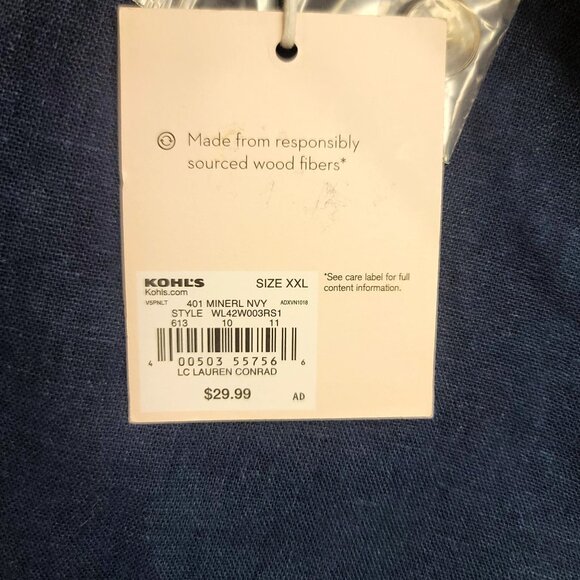 Made from responsibly
sourced wood fibers*
*See care label for full
content information.
KOHL'S SIZE XXL
Kohls.com
V5PNLT 401 MINERL NVY ADXVN1018
STYLE WL42W003RS1
613 10 11
4 00503 55756 6
LC LAUREN CONRAD
$29.99 AD